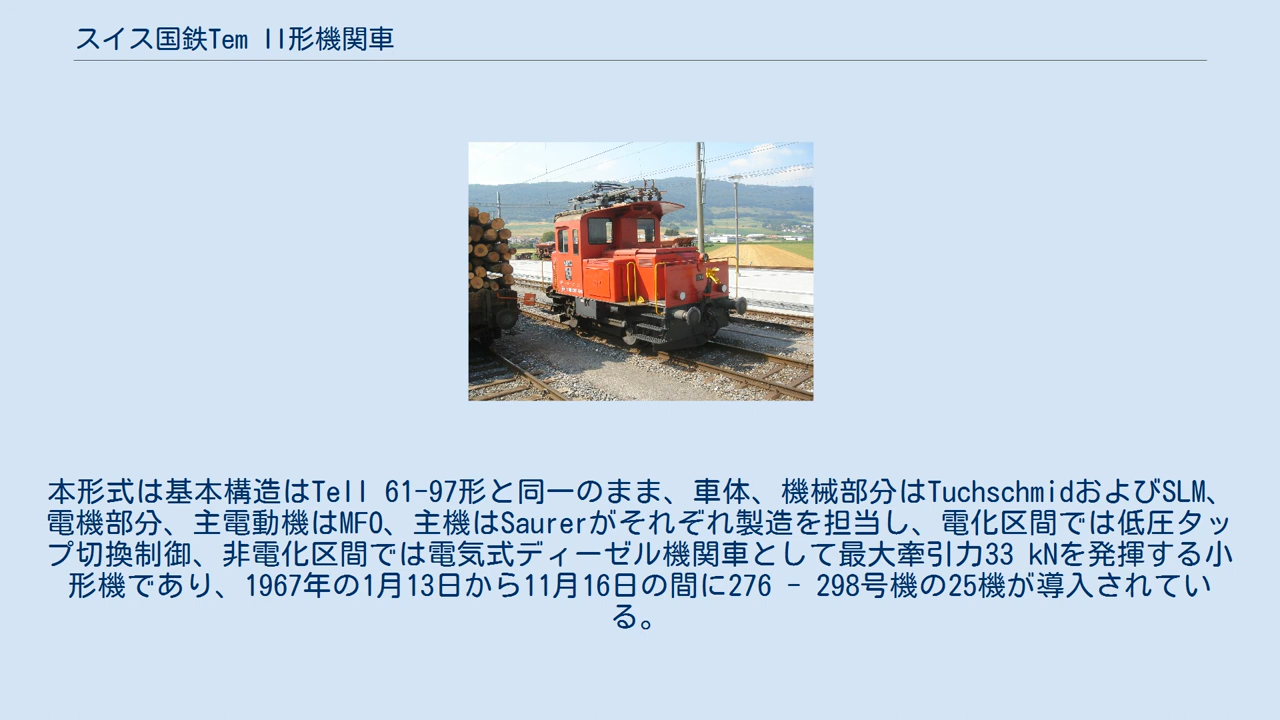 スイス国鉄Tem II形機関車
本形式は基本構造はTeII 61-97形と同一のまま、車体、機械部分はTuchschmidおよびSLM、
電機部分、主電動機はMFO、主機はSaurerがそれぞれ製造を担当し、電化区間では低圧タッ
プ切換制御、非電化区間では電気式ディーゼル機関車として最大牽引力33 kNを発揮する小
形機であり、1967年の1月13日から11月16日の間に276 - 298号機の25機が導入されてい
る。